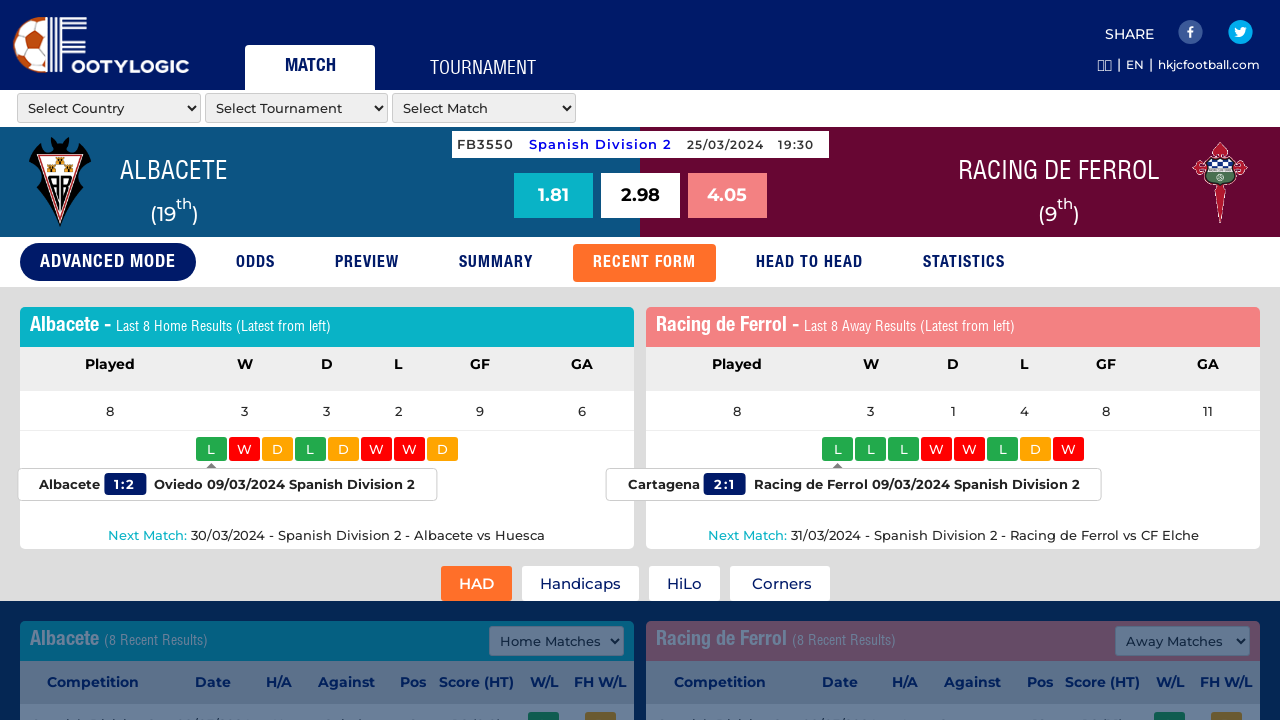 OOTYLOGIC
MATCH
TOURNAMENT
SHARE
| EN | hkjcfootball.com
Select Country
Select Tournament
Select Match
FB3550 Spanish Division 2 25/03/2024 19:30
ALBACETE
(19th)
1.81
2.98
4.05
RACING DE FERROL
(9th)
ADVANCED MODE
ODDS
PREVIEW
SUMMARY
RECENT FORM
HEAD TO HEAD
STATISTICS
Albacete - Last 8 Home Results (Latest from left)
Played W D L GF GA
8 3 3 2 9 6
L W D L D W W D
Albacete 1:2 Oviedo 09/03/2024 Spanish Division 2
Next Match: 30/03/2024 - Spanish Division 2 - Albacete vs Huesca
Racing de Ferrol - Last 8 Away Results (Latest from left)
Played W D L GF GA
8 3 1 4 8 11
L L L W W L D W
Cartagena 2:1 Racing de Ferrol 09/03/2024 Spanish Division 2
Next Match: 31/03/2024 - Spanish Division 2 - Racing de Ferrol vs CF Elche
HAD
Handicaps
HiLo
Corners
Albacete (8 Recent Results)
Home Matches
Competition Date H/A Against Pos Score (HT) W/L FH W/L
Racing de Ferrol (8 Recent Results)
Away Matches
Competition Date H/A Against Pos Score (HT) W/L FH W/L